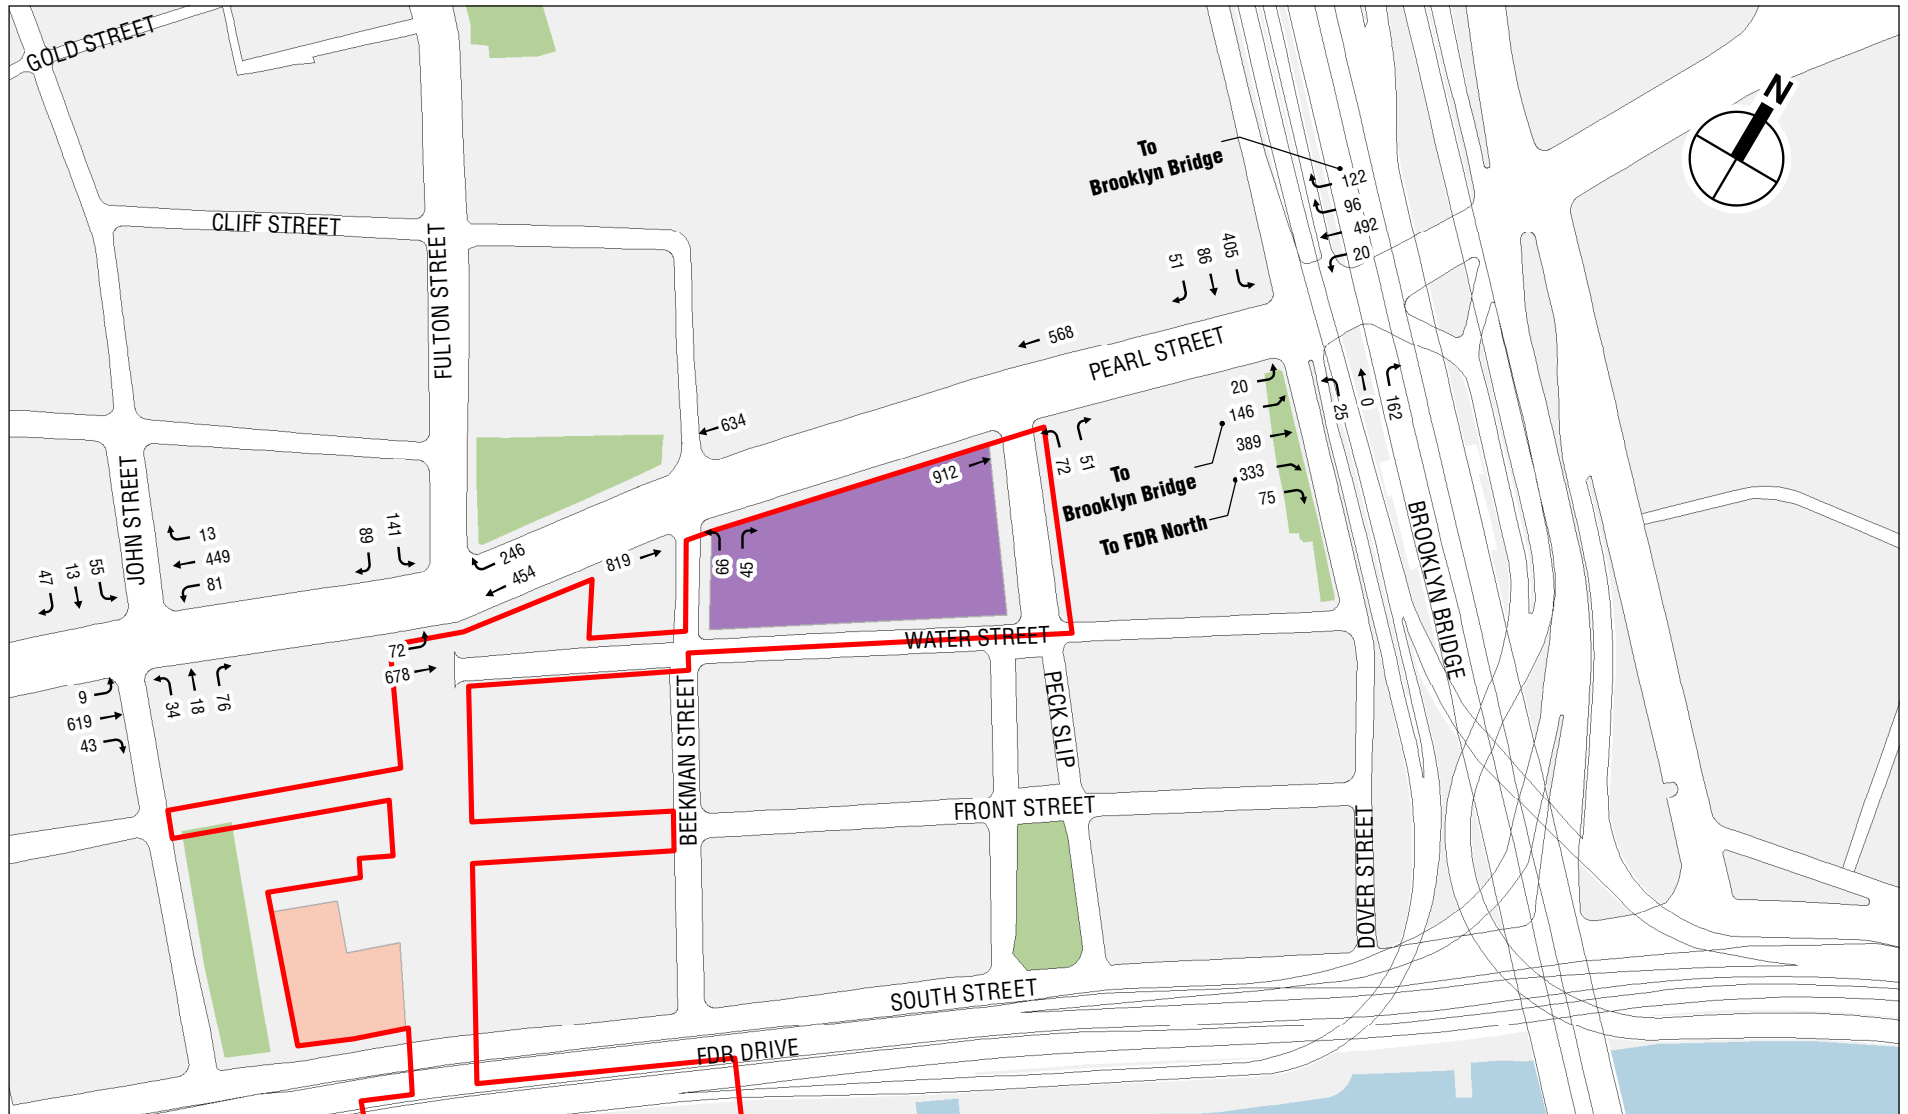 GOLD STREET
N
To
Brooklyn Bridge
122
96
492
20
CLIFF STREET
FULTON STREET
51
86
405
568
PEARL STREET
20
146
389
333
75
25
0
162
634
912
72
51
To
Brooklyn Bridge
To FDR North
JOHN STREET
13
449
81
89
141
47
13
55
246
454
819
66
45
BROOKLYN BRIDGE
72
678
WATER STREET
9
619
43
34
18
76
BEEKMAN STREET
PECK SLIP
FRONT STREET
DOVER STREET
SOUTH STREET
FDR DRIVE